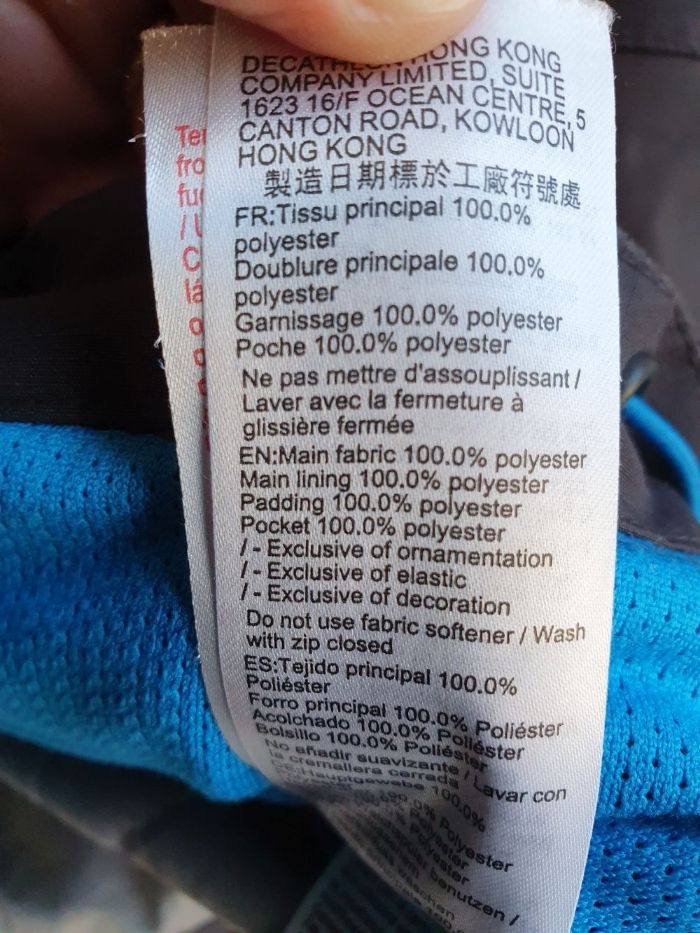 DECATHLON HONG KONG
COMPANY LIMITED, SUITE
1623 16/F OCEAN CENTRE, 5
CANTON ROAD, KOWLOON
HONG KONG
製造日期標於工廠符號處
FR:Tissu principal 100.0%
polyester
Doublure principale 100.0%
polyester
Garnissage 100.0% polyester
Poche 100.0% polyester
Ne pas mettre d'assouplissant /
Laver avec la fermeture à
glissière fermée
EN:Main fabric 100.0% polyester
Main lining 100.0% polyester
Padding 100.0% polyester
Pocket 100.0% polyester
/ - Exclusive of ornamentation
/ - Exclusive of elastic
/ - Exclusive of decoration
Do not use fabric softener / Wash
with zip closed
ES:Tejido principal 100.0%
Poliéster
Forro principal 100.0% Poliéster
Acolchado 100.0% Poliéster
Bolsillo 100.0% Poliéster
No añadir suavizante / Lavar con
la cremallera cerrada
DE:Hauptgewebe 100.0%
Polyester
benutzen /